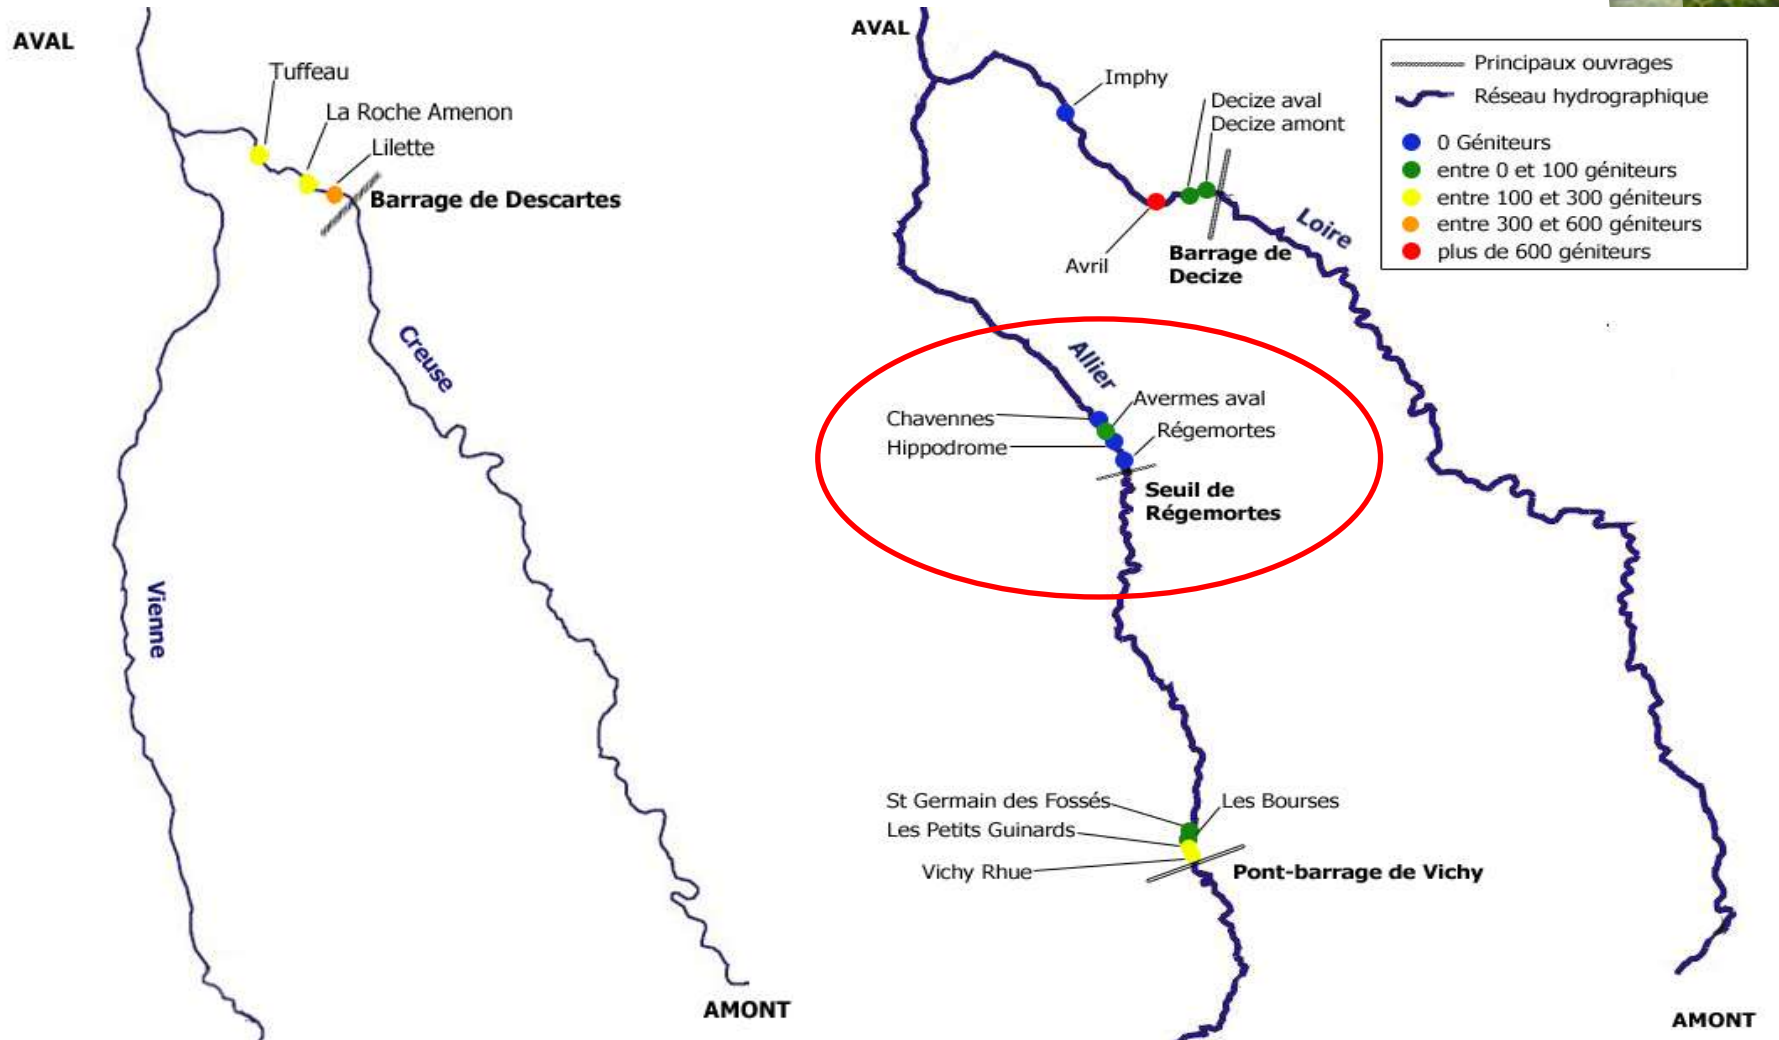 AVAL
Tuffeau
La Roche Amenon
Lilette
Barrage de Descartes
Creuse
Vienne
AMONT
AVAL
Imphy
Decize aval
Decize amont
Avril
Barrage de
Decize
Loire
Allier
Chavennes
Avermes aval
Hippodrome
Régemortes
Seuil de
Régemortes
St Germain des Fossés
Les Bourses
Les Petits Guinards
Vichy Rhue
Pont-barrage de Vichy
AMONT
Principaux ouvrages
Réseau hydrographique
0 Géniteurs
entre 0 et 100 géniteurs
entre 100 et 300 géniteurs
entre 300 et 600 géniteurs
plus de 600 géniteurs